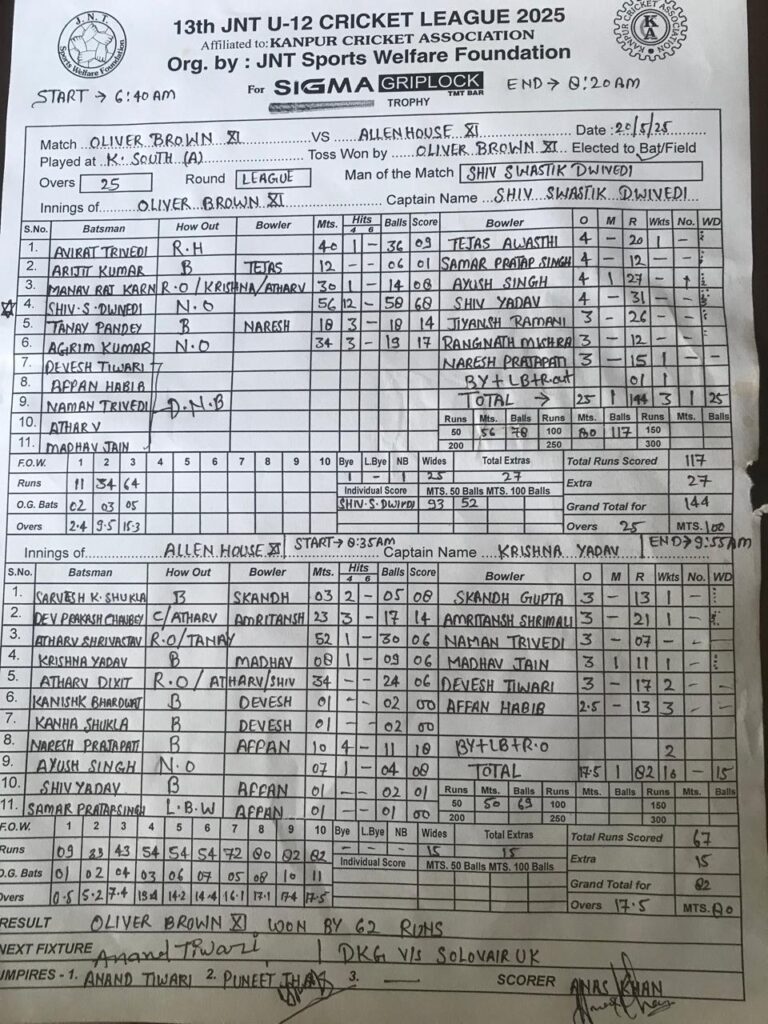 13th JNT U-12 CRICKET LEAGUE 2025
J.N.T. Sports Welfare Foundation
KANPUR CRICKET ASSOCIATION KA
Affiliated to: KANPUR CRICKET ASSOCIATION
Org. by : JNT Sports Welfare Foundation
START → 6:40 AM For SIGMA GRIPLOCK TMT BAR TROPHY END → 8:20 AM
Match OLIVER BROWN XI VS ALLENHOUSE XI Date : 20/5/25
Played at K. SOUTH (A) Toss Won by OLIVER BROWN XI Elected to Bat/Field
Overs 25 Round LEAGUE Man of the Match SHIV SWASTIK DWIVEDI
Innings of OLIVER BROWN XI Captain Name SHIV SWASTIK DWIVEDI
S.No. Batsman How Out Bowler Mts. Hits 4 6 Balls Score Bowler O M R Wkts No. WD
1. AVIRAT TRIVEDI R.H 40 1 - 36 09 TEJAS AWASTHI 4 - 20 1 -
2. ARIJIT KUMAR B TEJAS 12 - - 06 01 SAMAR PRATAP SINGH 4 - 12 - -
3. MANAV RAJ KARN R.O/KRISHNA/ATHARV 30 1 - 14 08 AYUSH SINGH 4 1 27 - 1
4. SHIV-S-DWIVEDI N.O 56 12 - 58 68 SHIV YADAV 4 - 31 - -
5. TANAY PANDEY B NARESH 18 3 - 18 14 JIYANSH RAMANI 3 - 26 - -
6. AGRIM KUMAR N.O 34 3 - 19 17 RANGNATH MISHRA 3 - 12 - -
7. DEVESH TIWARI NARESH PRAJAPATI 3 - 15 1 - -
8. AFFAN HABIB BY+LB+R.out 01 1
9. NAMAN TRIVEDI D.N.B TOTAL → 25 1 144 3 1 25
10. ATHARV Runs Mts. Balls Runs Mts. Balls Runs Mts. Balls
50 56 78 100 80 117 150
11. MADHAV JAIN 200 250 300
F.O.W. 1 2 3 4 5 6 7 8 9 10 Bye L.Bye NB Wides Total Extras Total Runs Scored 117
Runs 11 34 64 1 - 1 25 27 Extra 27
Individual Score MTS. 50 Balls MTS. 100 Balls
O.G. Bats 02 03 05 SHIV-S-DWIVEDI 93 52 Grand Total for 144
Overs 2.4 9.5 15.3 Overs 25 MTS. 100
Innings of ALLEN HOUSE XI START → 8:35AM Captain Name KRISHNA YADAV END → 9:55AM
S.No. Batsman How Out Bowler Mts. Hits 4 6 Balls Score Bowler O M R Wkts No. WD
1. SARVESH K. SHUKLA B SKANDH 03 2 - 05 08 SKANDH GUPTA 3 - 13 1 -
2. DEV PRAKASH CHAUBEY C/ATHARV AMRITANSH 23 3 - 17 14 AMRITANSH SHRIMALI 3 - 21 1 -
3. ATHARV SHRIVASTAV R.O/TANAY 52 1 - 30 06 NAMAN TRIVEDI 3 - 07 - -
4. KRISHNA YADAV B MADHAV 08 1 - 09 06 MADHAV JAIN 3 1 11 1 -
5. ATHARV DIXIT R.O/ATHARV/SHIV 34 - - 24 06 DEVESH TIWARI 3 - 17 2 -
6. KANISHK BHARDWAJ B DEVESH 01 - - 02 00 AFFAN HABIB 2.5 - 13 3 -
7. KANHA SHUKLA B DEVESH 01 - - 02 00
8. NARESH PRAJAPATI B AFFAN 10 4 - 11 18 BY+LB+R.O 2
9. AYUSH SINGH N.O 07 1 - 04 08 TOTAL 17.5 1 82 10 - 15
10. SHIV YADAV B AFFAN 01 - - 02 01 Runs Mts. Balls Runs Mts. Balls Runs Mts. Balls
50 50 69 100 150
11. SAMAR PRATAP SINGH L.B.W AFFAN 01 - - 01 00 200 250 300
F.O.W. 1 2 3 4 5 6 7 8 9 10 Bye L.Bye NB Wides Total Extras Total Runs Scored 67
Runs 09 43 54 54 54 72 80 82 82 - - - 15 15 Extra 15
Individual Score MTS. 50 Balls MTS. 100 Balls
O.G. Bats 01 02 04 03 06 07 05 08 10 11 Grand Total for 82
Overs 0.5 5.2 7.4 14.2 14.4 16.1 17.1 17.4 17.5 Overs 17.5 MTS. 80
RESULT OLIVER BROWN XI WON BY 62 RUNS
NEXT FIXTURE Anand Tiwari DKG V/S SOLOVAIR UK
UMPIRES - 1. ANAND TIWARI 2. PUNEET 3. — SCORER ANAS KHAN